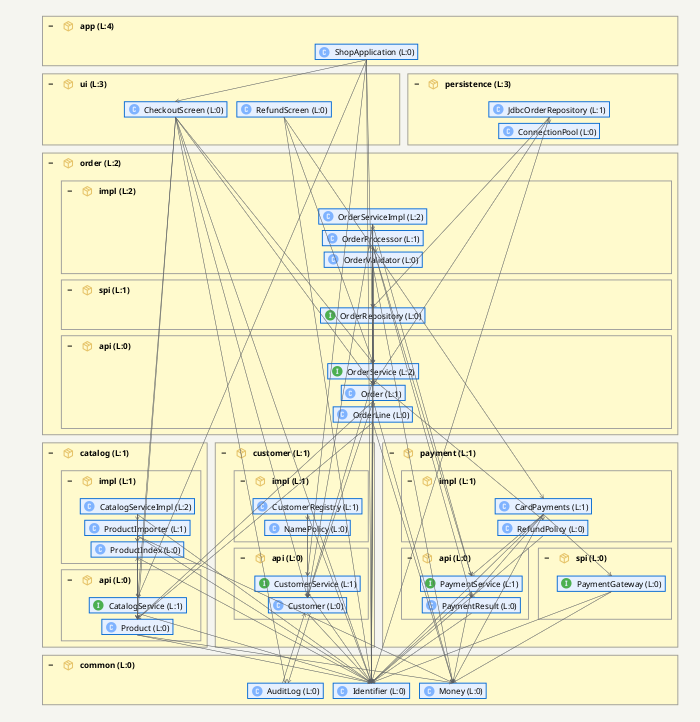 app (L:4)
C ShopApplication (L:0)
ui (L:3)
persistence (L:3)
C CheckoutScreen (L:0)
C RefundScreen (L:0)
C JdbcOrderRepository (L:1)
C ConnectionPool (L:0)
order (L:2)
impl (L:2)
C OrderServiceImpl (L:2)
C OrderProcessor (L:1)
C OrderValidator (L:0)
spi (L:1)
I OrderRepository (L:0)
api (L:0)
I OrderService (L:2)
C Order (L:1)
C OrderLine (L:0)
catalog (L:1)
customer (L:1)
payment (L:1)
impl (L:1)
impl (L:1)
impl (L:1)
C CatalogServiceImpl (L:2)
C CustomerRegistry (L:1)
C CardPayments (L:1)
C ProductImporter (L:1)
C NamePolicy (L:0)
C RefundPolicy (L:0)
C ProductIndex (L:0)
api (L:0)
api (L:0)
spi (L:0)
api (L:0)
I CustomerService (L:1)
I PaymentService (L:1)
I PaymentGateway (L:0)
I CatalogService (L:1)
C Customer (L:0)
C PaymentResult (L:0)
C Product (L:0)
common (L:0)
C AuditLog (L:0)
C Identifier (L:0)
C Money (L:0)